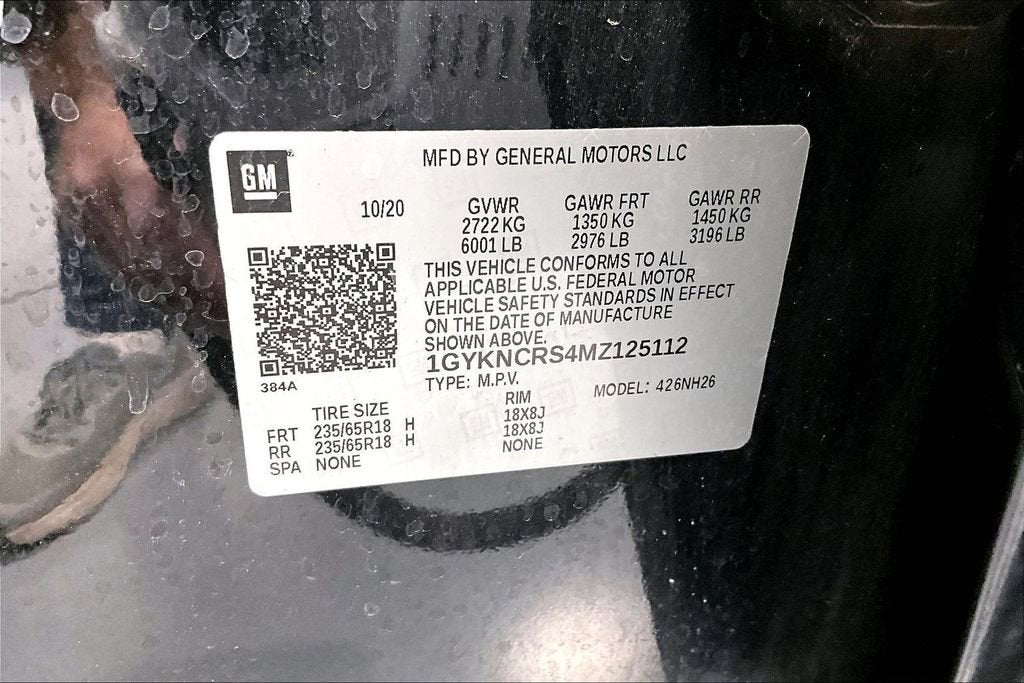 GM
MFD BY GENERAL MOTORS LLC
10/20
GVWR GAWR FRT GAWR RR
2722 KG 1350 KG 1450 KG
6001 LB 2976 LB 3196 LB
THIS VEHICLE CONFORMS TO ALL
APPLICABLE U.S. FEDERAL MOTOR
VEHICLE SAFETY STANDARDS IN EFFECT
ON THE DATE OF MANUFACTURE
SHOWN ABOVE.
1GYKNCRS4MZ125112
TYPE: M.P.V. MODEL: 426NH26
384A
TIRE SIZE RIM
FRT 235/65R18 H 18X8J
RR 235/65R18 H 18X8J
SPA NONE NONE